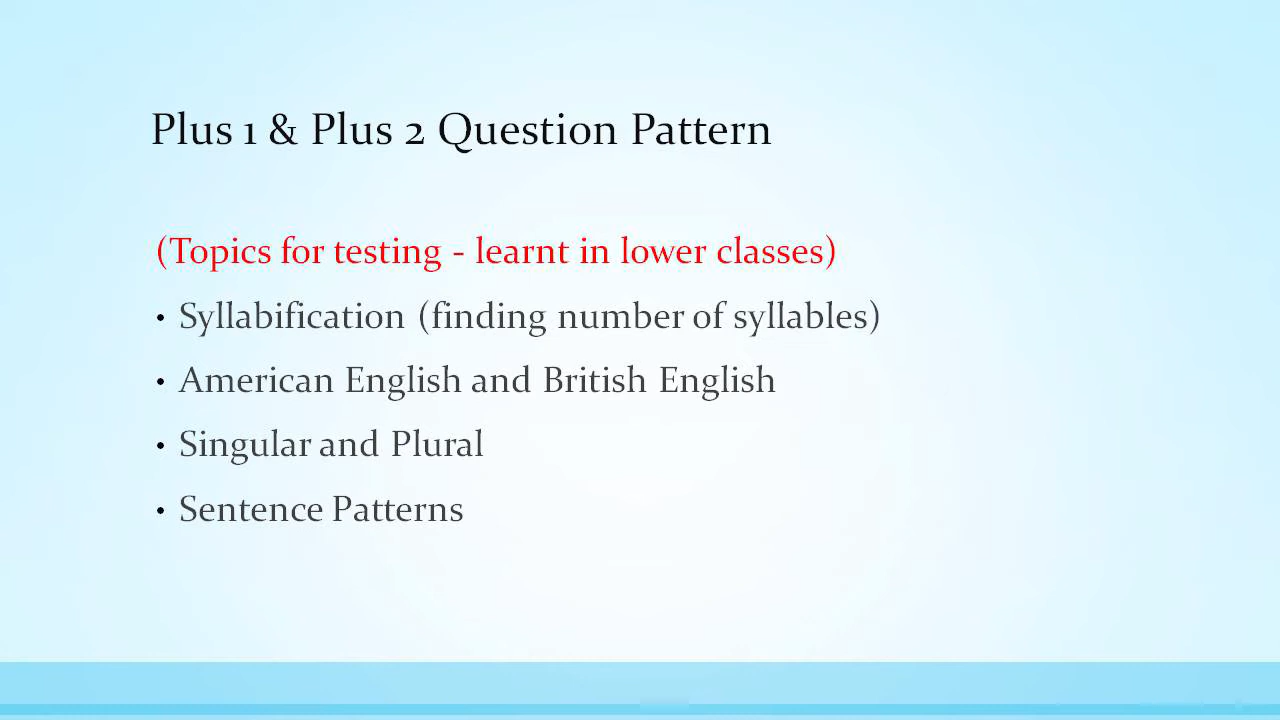 Plus 1 & Plus 2 Question Pattern
(Topics for testing - learnt in lower classes)
• Syllabification (finding number of syllables)
• American English and British English
• Singular and Plural
• Sentence Patterns